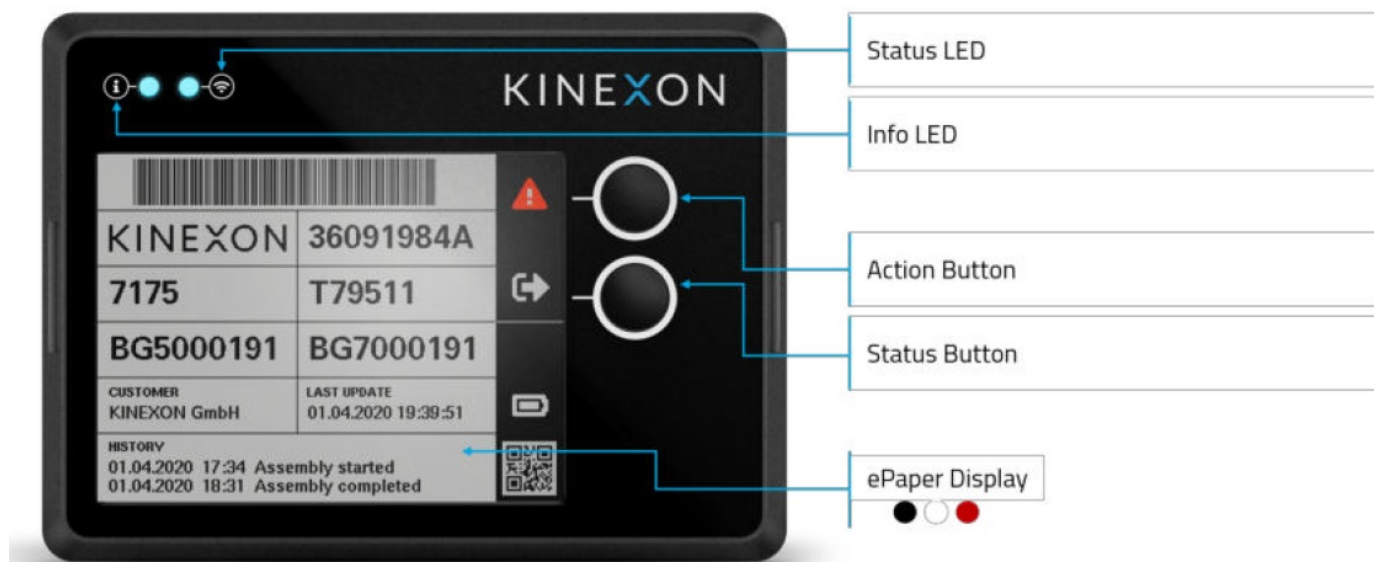 Status LED
KINEXON
Info LED
KINEXON 36091984A
Action Button
7175 T79511
Status Button
BG5000191 BG7000191
CUSTOMER LAST UPDATE
KINEXON GmbH 01.04.2020 19:39:51
HISTORY
01.04.2020 17:34 Assembly started
01.04.2020 18:31 Assembly completed
ePaper Display